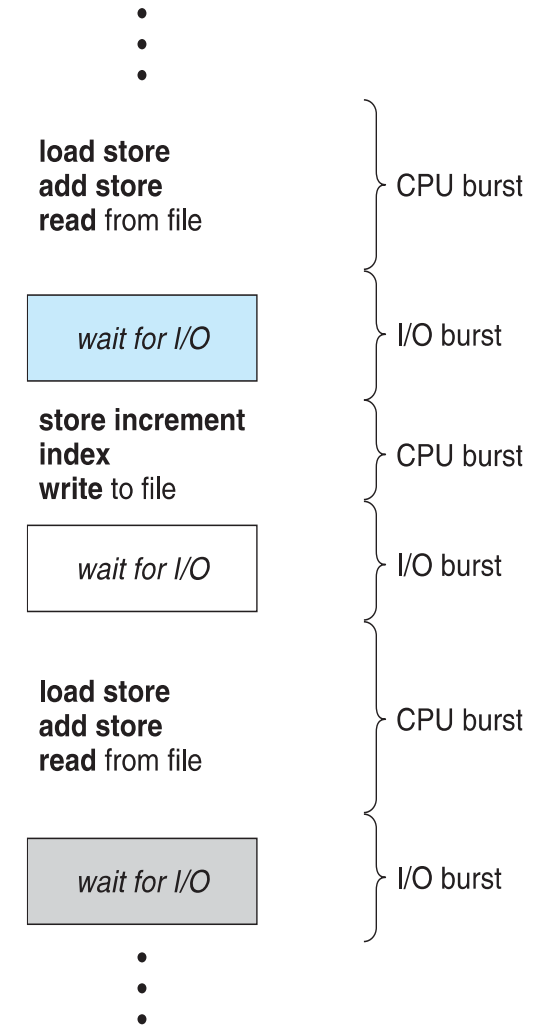 load store
add store
read from file
CPU burst
wait for I/O
I/O burst
store increment
index
write to file
CPU burst
wait for I/O
I/O burst
load store
add store
read from file
CPU burst
wait for I/O
I/O burst